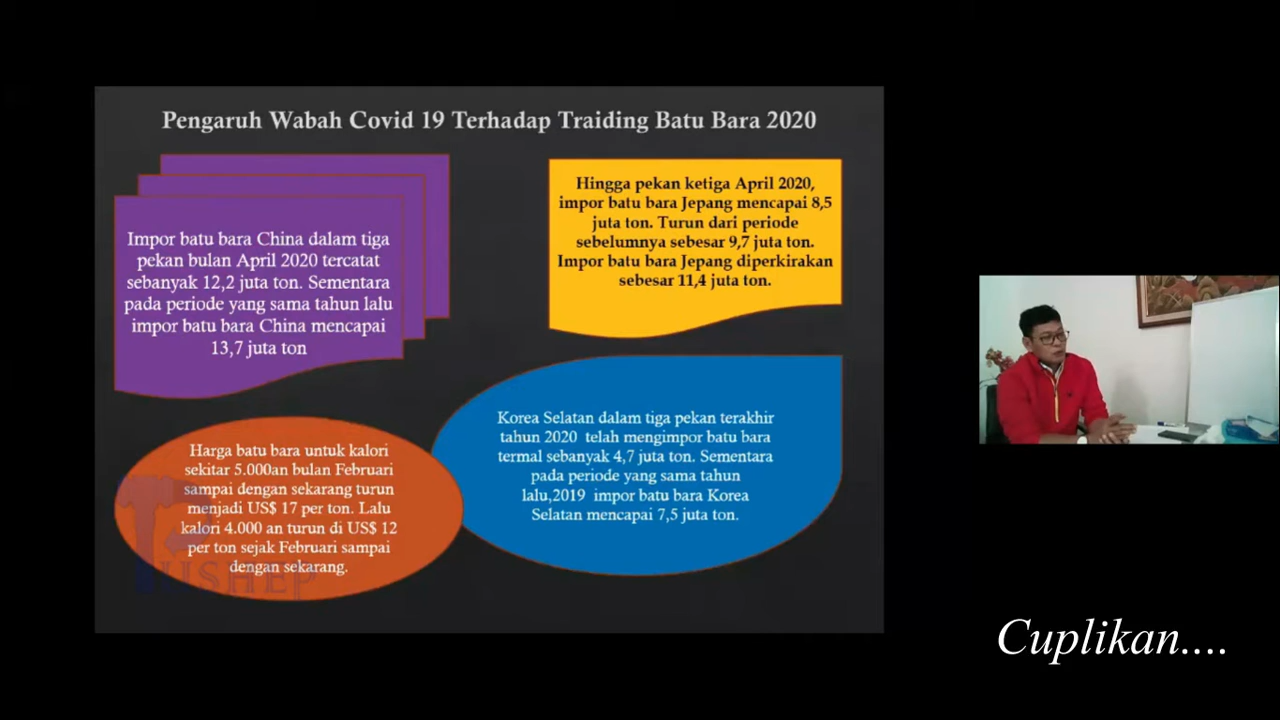 Pengaruh Wabah Covid 19 Terhadap Traiding Batu Bara 2020
Impor batu bara China dalam tiga
pekan bulan April 2020 tercatat
sebanyak 12,2 juta ton. Sementara
pada periode yang sama tahun lalu
impor batu bara China mencapai
13,7 juta ton
Hingga pekan ketiga April 2020,
impor batu bara Jepang mencapai 8,5
juta ton. Turun dari periode
sebelumnya sebesar 9,7 juta ton.
Impor batu bara Jepang diperkirakan
sebesar 11,4 juta ton.
Harga batu bara untuk kalori
sekitar 5.000an bulan Februari
sampai dengan sekarang turun
menjadi US$ 17 per ton. Lalu
kalori 4.000 an turun di US$ 12
per ton sejak Februari sampai
dengan sekarang.
Korea Selatan dalam tiga pekan terakhir
tahun 2020 telah mengimpor batu bara
termal sebanyak 4,7 juta ton. Sementara
pada periode yang sama tahun
lalu,2019 impor batu bara Korea
Selatan mencapai 7,5 juta ton.
PUSHEP
Cuplikan....